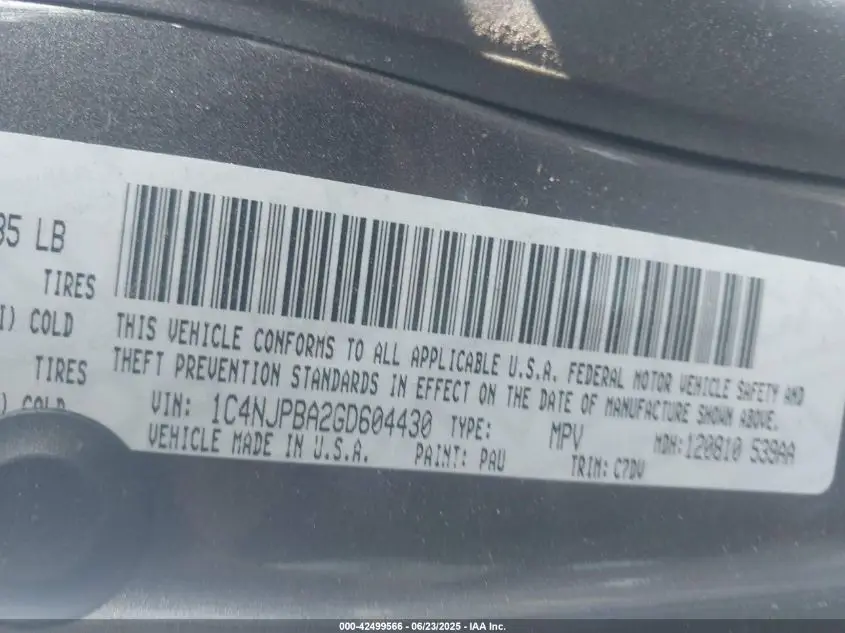 85 LB
TIRES
I) COLD
TIRES
) COLD
THIS VEHICLE CONFORMS TO ALL APPLICABLE U.S.A. FEDERAL MOTOR VEHICLE SAFETY AND
THEFT PREVENTION STANDARDS IN EFFECT ON THE DATE OF MANUFACTURE SHOWN ABOVE.
VIN: 1C4NJPBA2GD604430 TYPE: MPV MDH:120810 539AA
VEHICLE MADE IN U.S.A. PAINT: PAU TRIM: C7DV
000-42499566 - 06/23/2025 - IAA Inc.